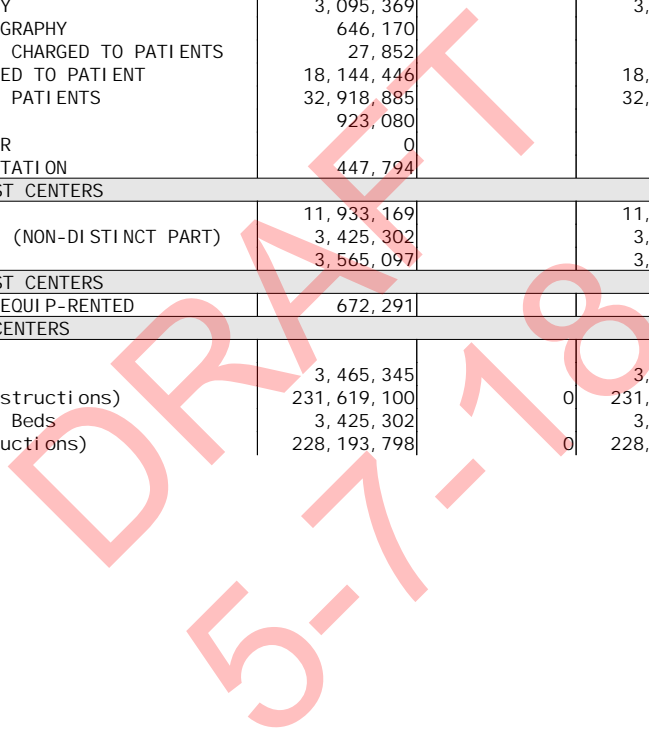 Y 3,095,369 3,
GRAPHY 646,170
CHARGED TO PATIENTS 27,852
ED TO PATIENT 18,144,446 18,
PATIENTS 32,918,885 32,
923,080
R 0
TATION 447,794
ST CENTERS
11,933,169 11,
(NON-DISTINCT PART) 3,425,302 3,
3,565,097 3,
ST CENTERS
EQUIP-RENTED 672,291
CENTERS
3,465,345 3,
structions) 231,619,100 0 231,
Beds 3,425,302 3,
uctions) 228,193,798 0 228,
DRAFT
5-7-18